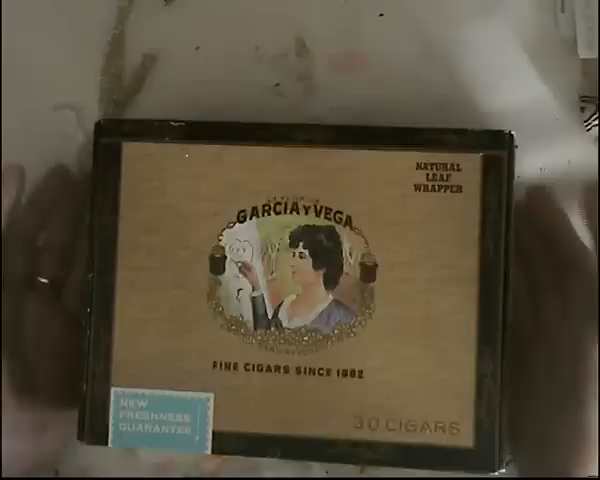 NATURAL
LEAF
WRAPPER
GARCIA Y VEGA
FINE CIGARS SINCE 1882
NEW
FRESHNESS
GUARANTEE
30 CIGARS